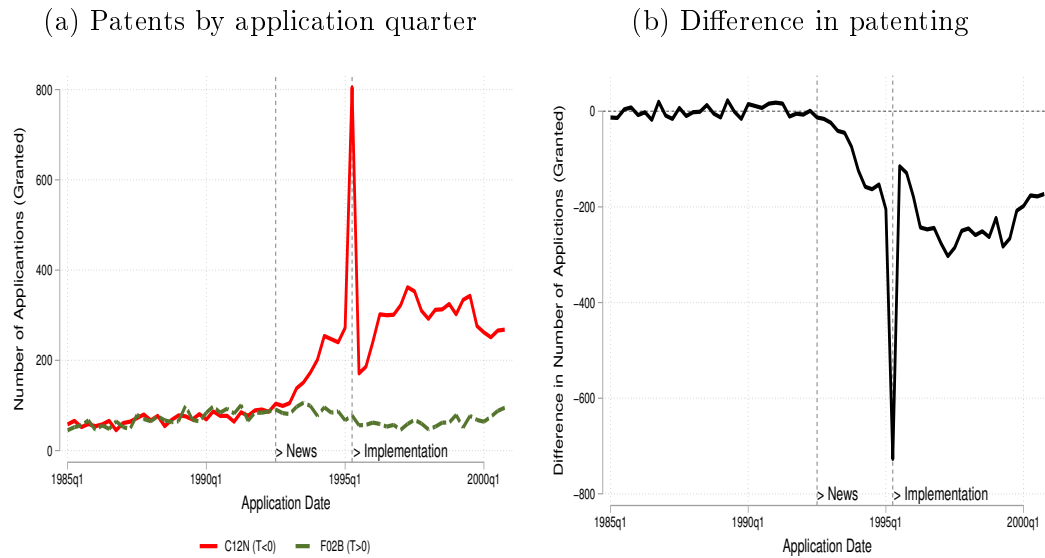 (a) Patents by application quarter
Number of Applicantions (Granted)
800
600
400
200
0
> News
> Implementation
1985q1
1990q1
1995q1
2000q1
Application Date
C12N (T<0)
F02B (T>0)
(b) Difference in patenting
Difference in Number of Applictions (Granted)
0
−200
−400
−600
−800
> News
> Implementation
1985q1
1990q1
1995q1
2000q1
Application Date